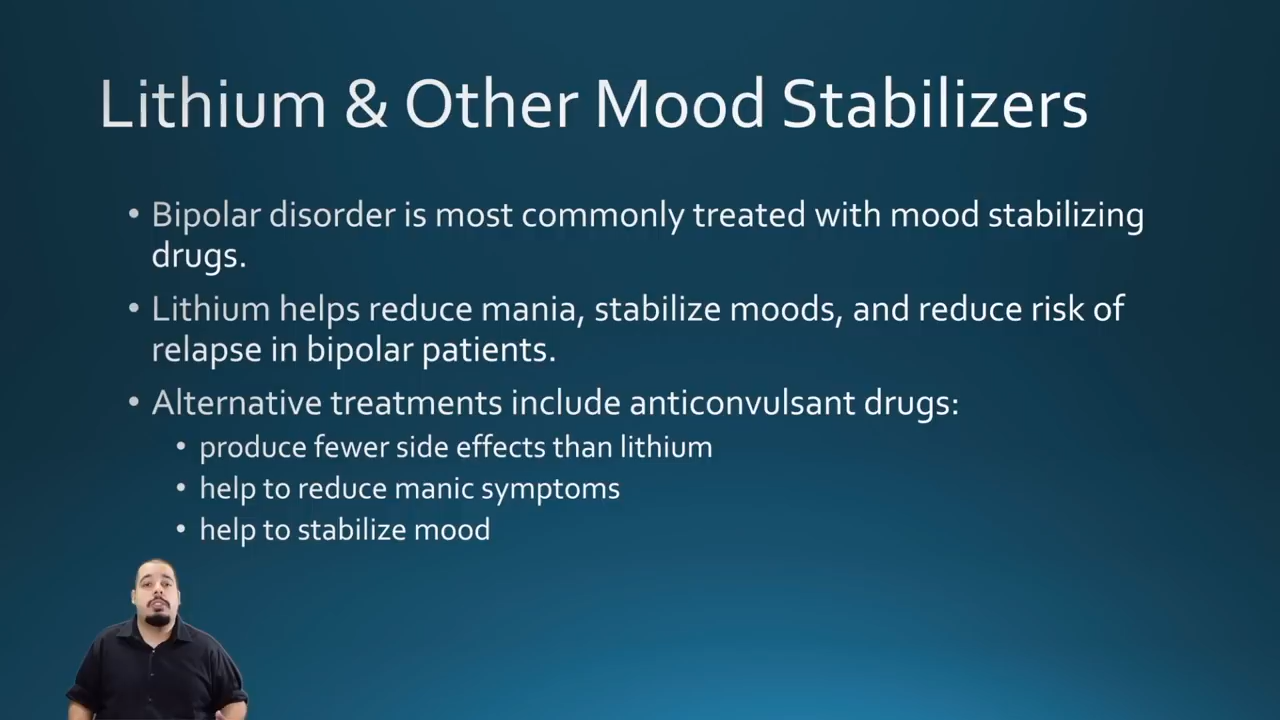 Lithium & Other Mood Stabilizers
• Bipolar disorder is most commonly treated with mood stabilizing
drugs.
• Lithium helps reduce mania, stabilize moods, and reduce risk of
relapse in bipolar patients.
• Alternative treatments include anticonvulsant drugs:
• produce fewer side effects than lithium
• help to reduce manic symptoms
• help to stabilize mood